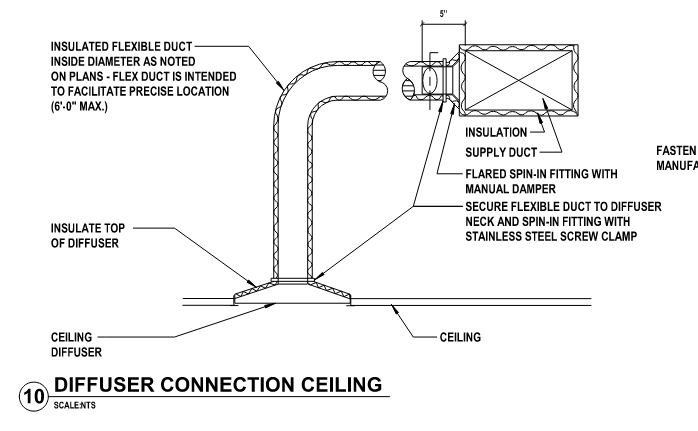 5"
INSULATED FLEXIBLE DUCT
INSIDE DIAMETER AS NOTED
ON PLANS - FLEX DUCT IS INTENDED
TO FACILITATE PRECISE LOCATION
(6'-0" MAX.)
INSULATION
SUPPLY DUCT
FASTEN
MANUFA
FLARED SPIN-IN FITTING WITH
MANUAL DAMPER
SECURE FLEXIBLE DUCT TO DIFFUSER
NECK AND SPIN-IN FITTING WITH
STAINLESS STEEL SCREW CLAMP
INSULATE TOP
OF DIFFUSER
CEILING
DIFFUSER
CEILING
10 DIFFUSER CONNECTION CEILING
SCALE:NTS